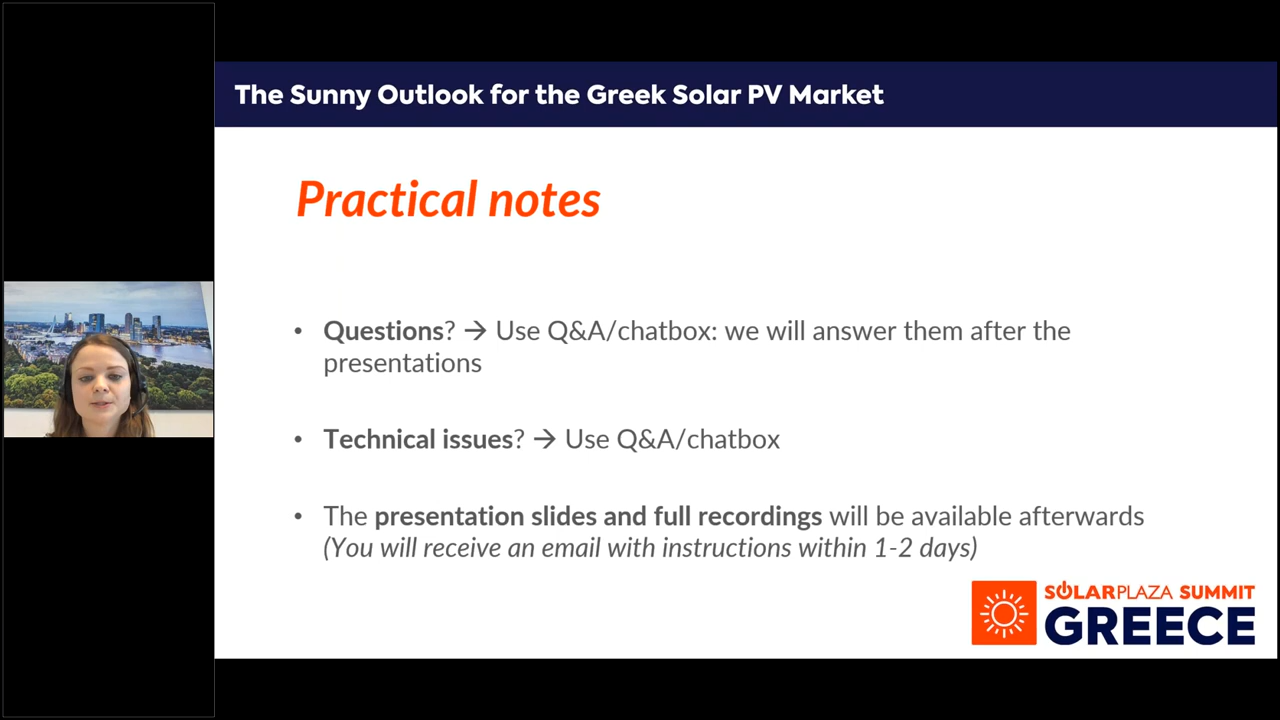 The Sunny Outlook for the Greek Solar PV Market
Practical notes
• Questions? → Use Q&A/chatbox: we will answer them after the
presentations
• Technical issues? → Use Q&A/chatbox
• The presentation slides and full recordings will be available afterwards
(You will receive an email with instructions within 1-2 days)
SOLARPLAZA SUMMIT
GREECE